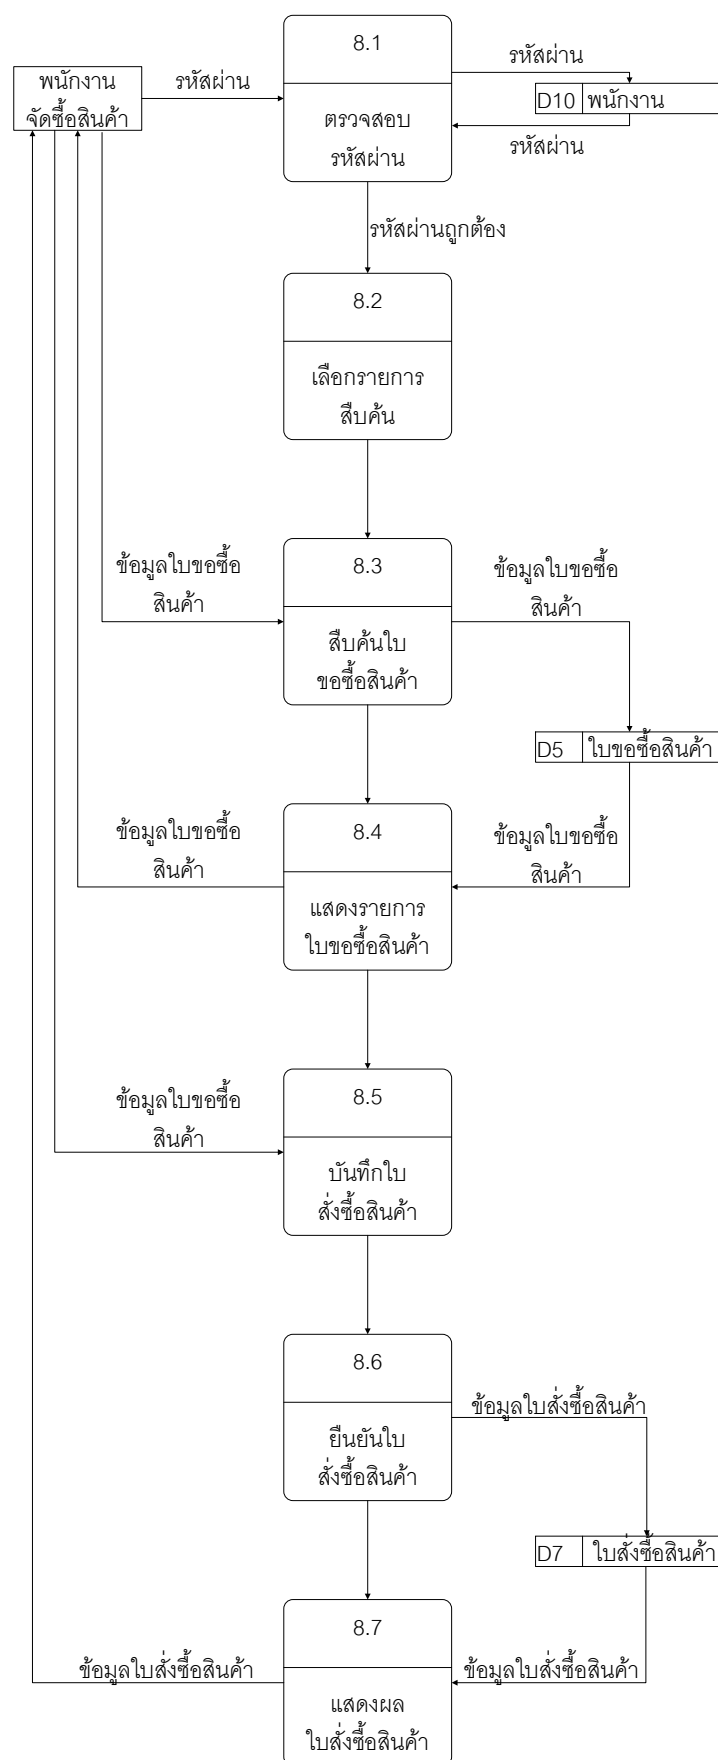 8.1
รหัสผ่าน
พนักงาน
จัดซื้อสินค้า
รหัสผ่าน
D10 พนักงาน
ตรวจสอบ
รหัสผ่าน
รหัสผ่าน
รหัสผ่านถูกต้อง
8.2
เลือกรายการ
สืบค้น
ข้อมูลใบขอซื้อ
สินค้า
8.3
ข้อมูลใบขอซื้อ
สินค้า
สืบค้นใบ
ขอซื้อสินค้า
D5 ใบขอซื้อสินค้า
ข้อมูลใบขอซื้อ
สินค้า
8.4
ข้อมูลใบขอซื้อ
สินค้า
แสดงรายการ
ใบขอซื้อสินค้า
ข้อมูลใบขอซื้อ
สินค้า
8.5
บันทึกใบ
สั่งซื้อสินค้า
8.6
ข้อมูลใบสั่งซื้อสินค้า
ยืนยันใบ
สั่งซื้อสินค้า
D7 ใบสั่งซื้อสินค้า
8.7
ข้อมูลใบสั่งซื้อสินค้า
ข้อมูลใบสั่งซื้อสินค้า
แสดงผล
ใบสั่งซื้อสินค้า